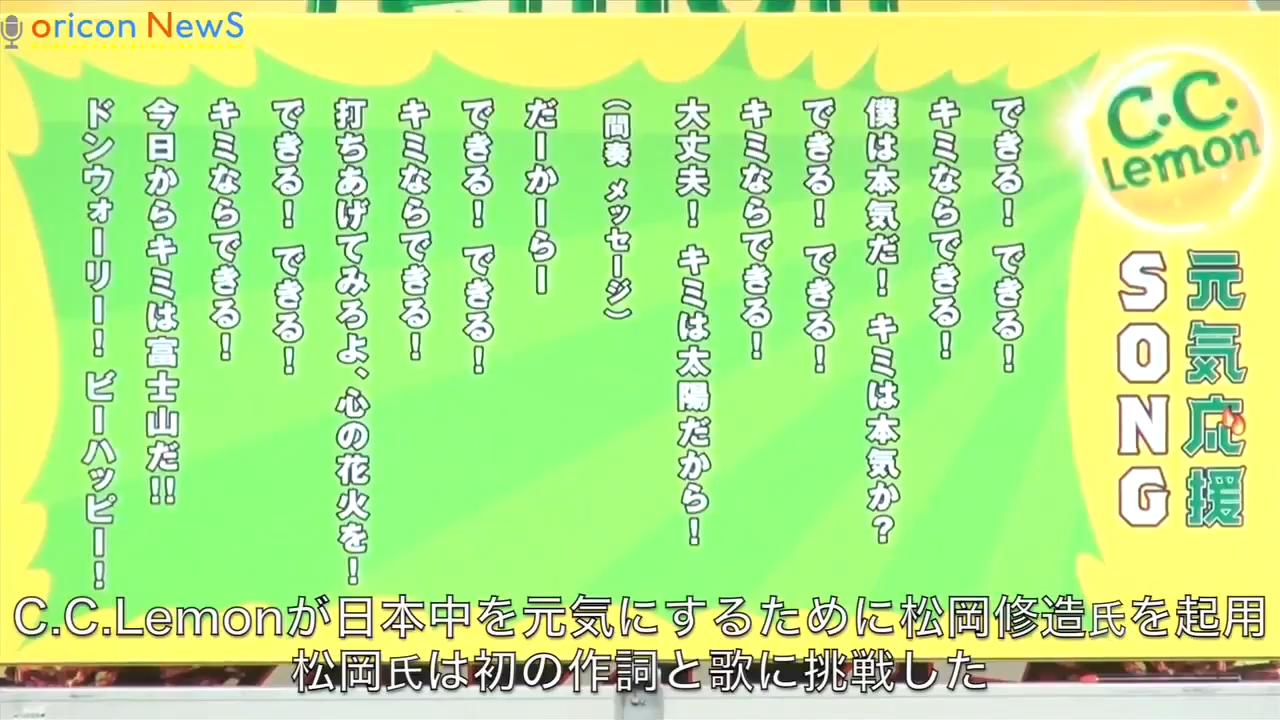 oricon NewS
Lemon
C.C.
Lemon
元気応援
SONG
できる！ できる！
キミならできる！
僕は本気だ！ キミは本気か？
できる！ できる！
キミならできる！
大丈夫！ キミは太陽だから！
（間奏 メッセージ）
だーかーらー
できる！ できる！
キミならできる！
打ちあげてみろよ、心の花火を！
できる！ できる！
キミならできる！
今日からキミは富士山だ!!
ドンウォーリー！ ビーハッピー！
C.C.Lemonが日本中を元気にするために松岡修造氏を起用
松岡氏は初の作詞と歌に挑戦した